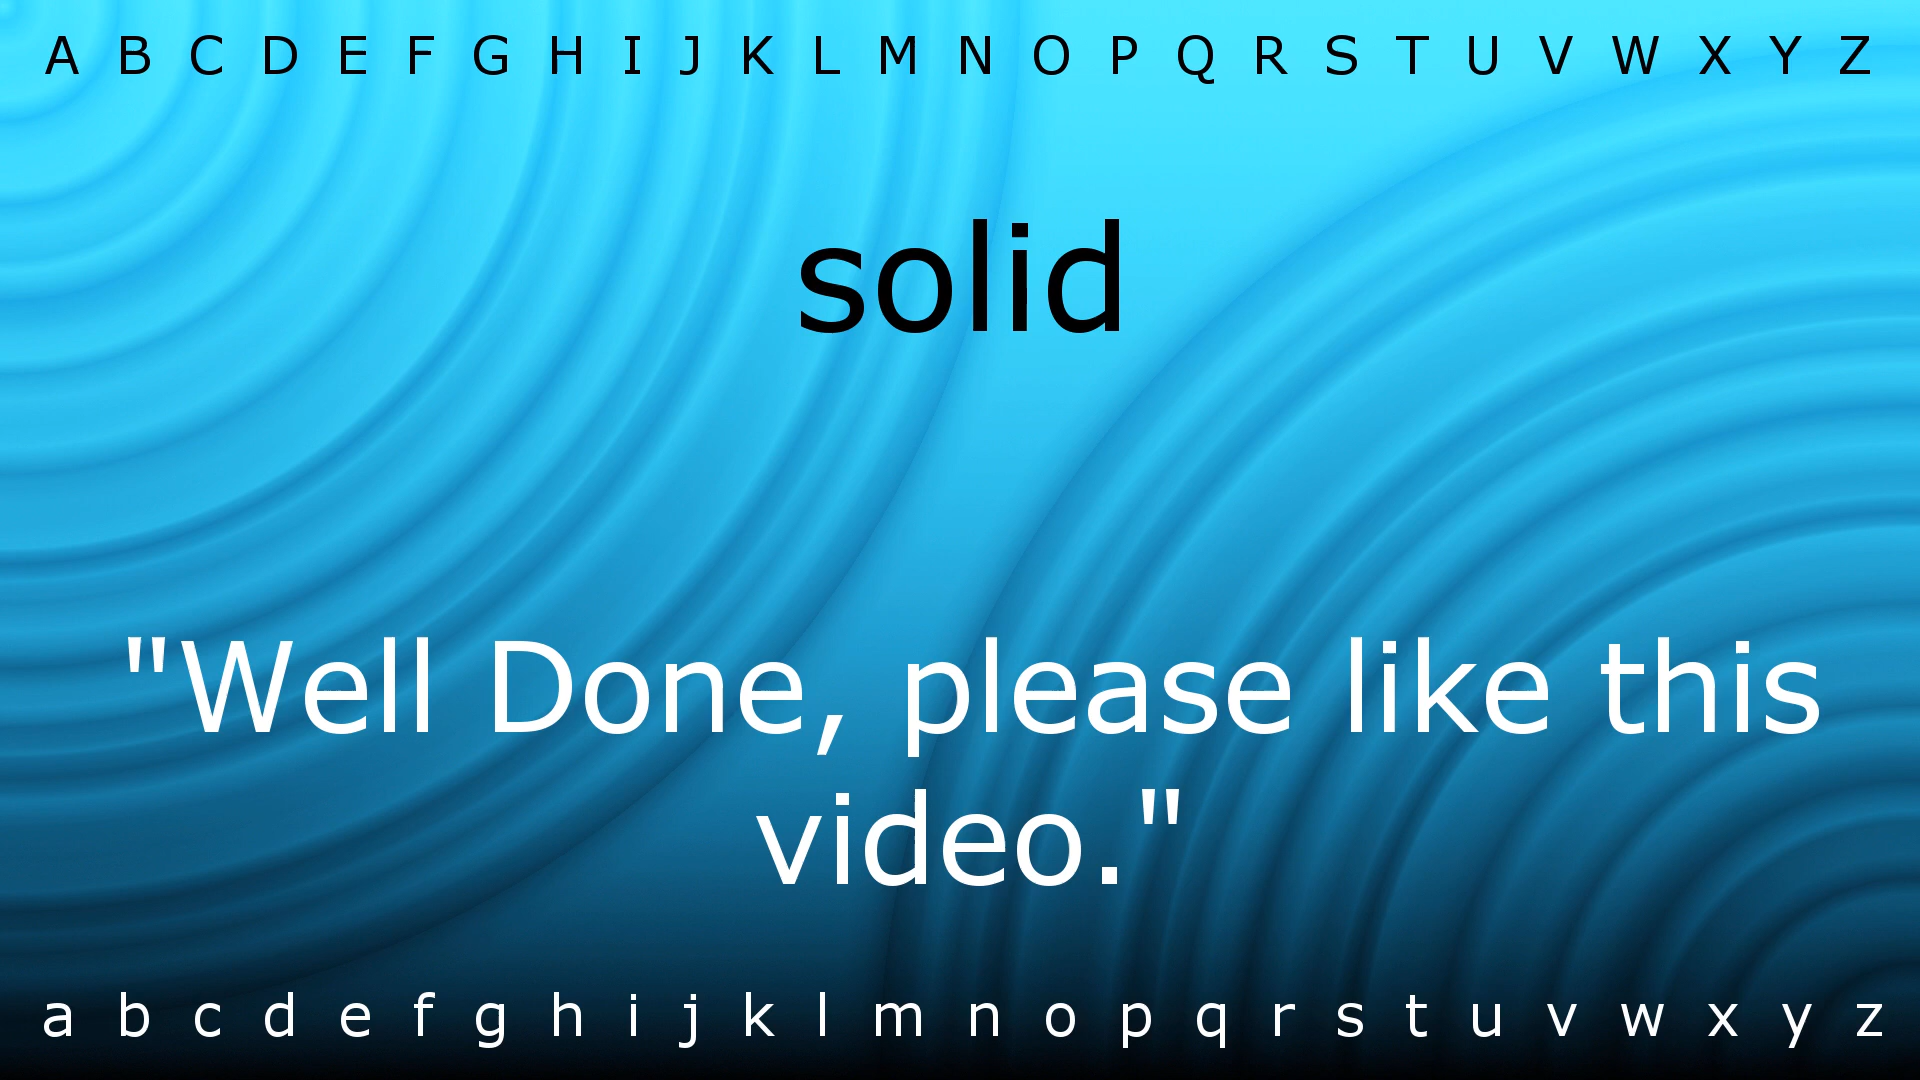 A B C D E F G H I J K L M N O P Q R S T U V W X Y Z
solid
"Well Done, please like this
video."
a b c d e f g h i j k l m n o p q r s t u v w x y z